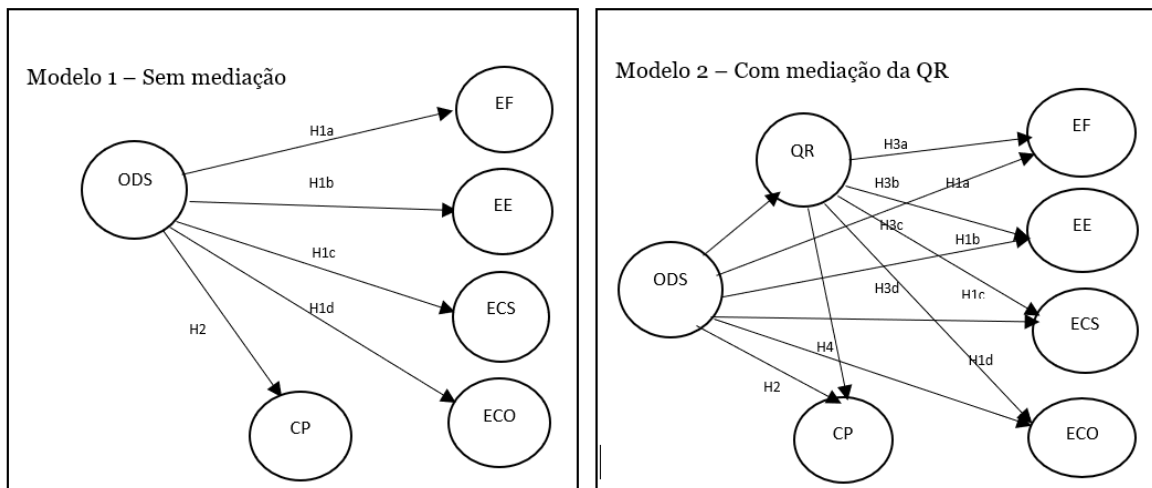 Modelo 1 – Sem mediação
EF
H1a
ODS
H1b
EE
H1c
ECS
H1d
H2
CP
ECO
Modelo 2 – Com mediação da QR
EF
QR
H3a
H3b
H1a
H3c
EE
H1b
ODS
H3d
H1c
ECS
H4
H1d
H2
CP
ECO